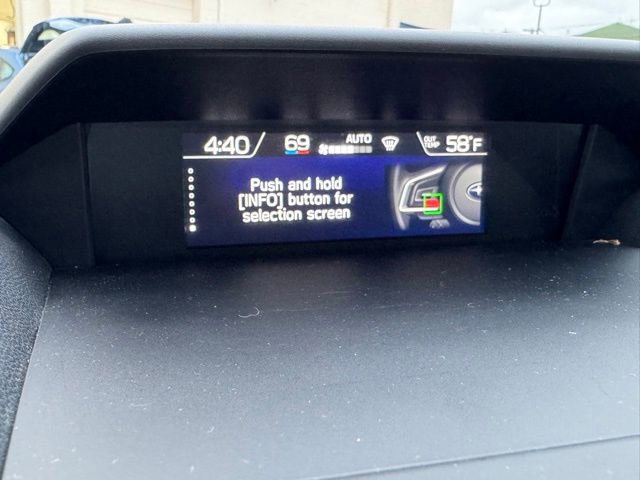 4:40 69 AUTO OUT TEMP 58°F
Push and hold
[INFO] button for
selection screen